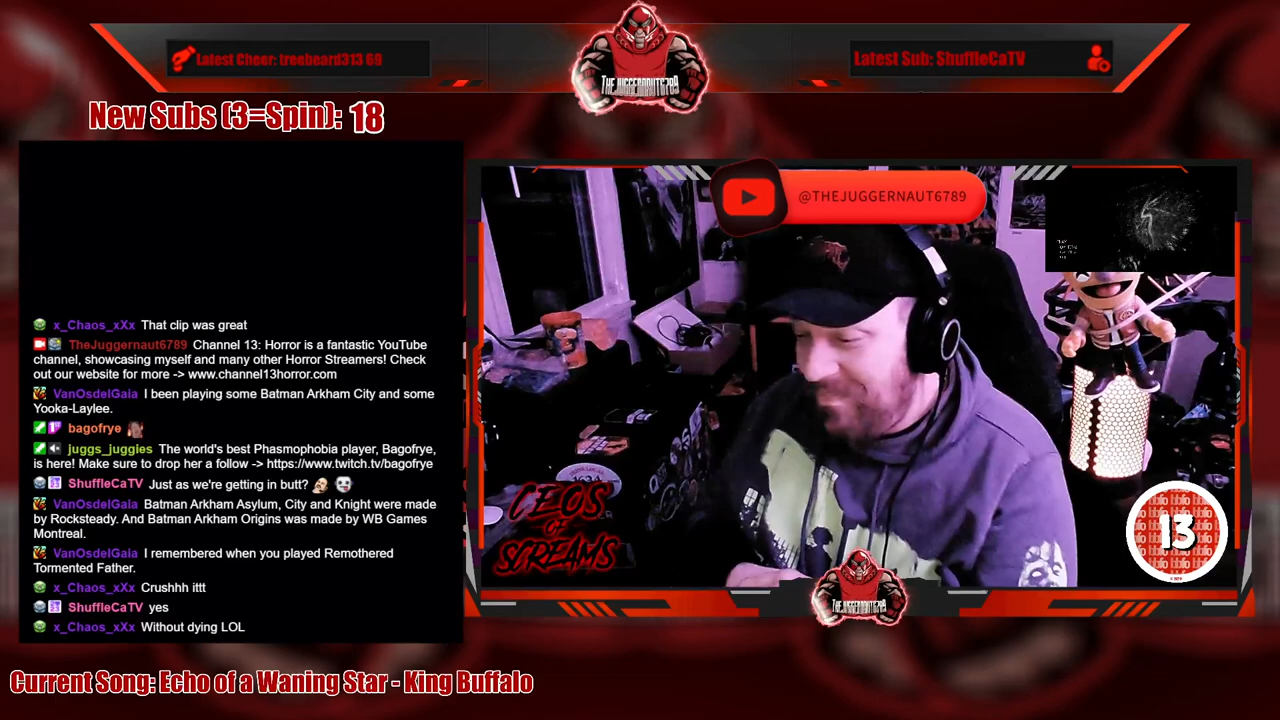 Latest Cheer: treebeard313 69
Latest Sub: ShuffleCaTV
THEJUGGERNAUT6789
New Subs (3=Spin): 18
@THEJUGGERNAUT6789
x_Chaos_xXx That clip was great
TheJuggernaut6789 Channel 13: Horror is a fantastic YouTube
channel, showcasing myself and many other Horror Streamers! Check
out our website for more -> www.channel13horror.com
VanOsdelGaia I been playing some Batman Arkham City and some
Yooka-Laylee.
bagofrye
juggs_juggies The world's best Phasmophobia player, Bagofrye,
is here! Make sure to drop her a follow -> https://www.twitch.tv/bagofrye
ShuffleCaTV Just as we're getting in butt?
VanOsdelGaia Batman Arkham Asylum, City and Knight were made
by Rocksteady. And Batman Arkham Origins was made by WB Games
Montreal.
VanOsdelGaia I remembered when you played Remothered
Tormented Father.
x_Chaos_xXx Crushhh ittt
ShuffleCaTV yes
x_Chaos_xXx Without dying LOL
CEOS
OF
SCREAMS
13
THEJUGGERNAUT6789
Current Song: Echo of a Waning Star - King Buffalo